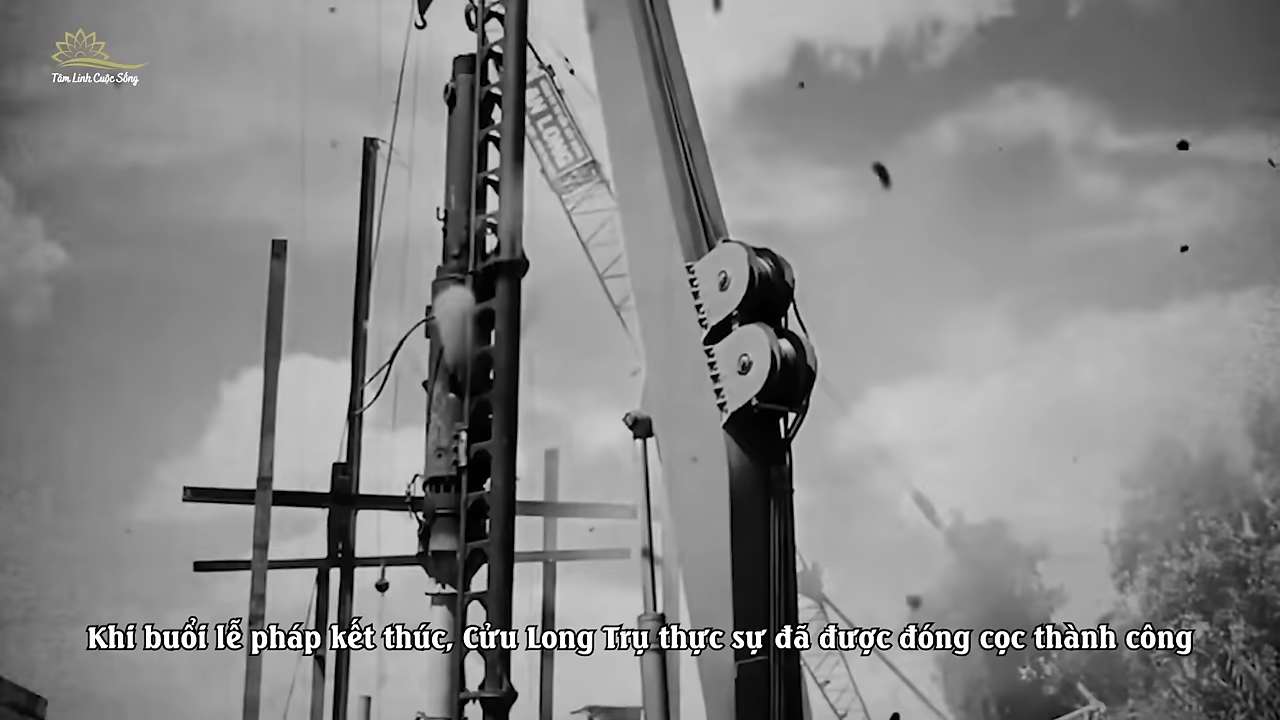 Tâm Linh Cuộc Sống
N LONG
Khi buổi lễ pháp kết thúc, Cửu Long Trụ thực sự đã được đóng cọc thành công